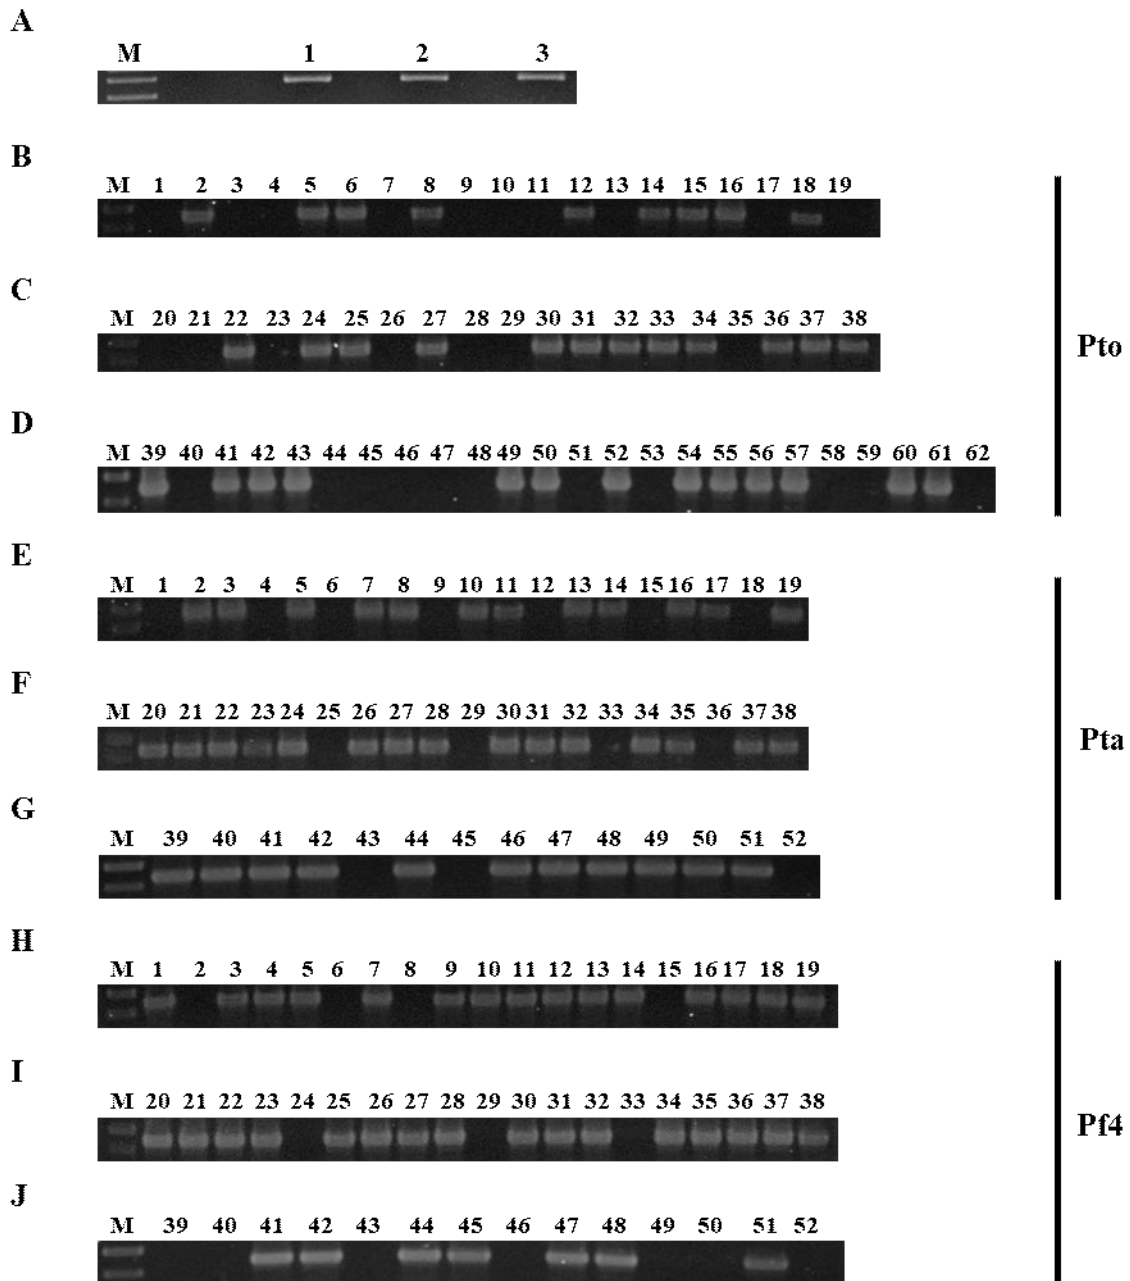 A
M 1 2 3
B
M 1 2 3 4 5 6 7 8 9 10 11 12 13 14 15 16 17 18 19
C
M 20 21 22 23 24 25 26 27 28 29 30 31 32 33 34 35 36 37 38
Pto
D
M 39 40 41 42 43 44 45 46 47 48 49 50 51 52 53 54 55 56 57 58 59 60 61 62
E
M 1 2 3 4 5 6 7 8 9 10 11 12 13 14 15 16 17 18 19
F
M 20 21 22 23 24 25 26 27 28 29 30 31 32 33 34 35 36 37 38
Pta
G
M 39 40 41 42 43 44 45 46 47 48 49 50 51 52
H
M 1 2 3 4 5 6 7 8 9 10 11 12 13 14 15 16 17 18 19
I
M 20 21 22 23 24 25 26 27 28 29 30 31 32 33 34 35 36 37 38
Pf4
J
M 39 40 41 42 43 44 45 46 47 48 49 50 51 52